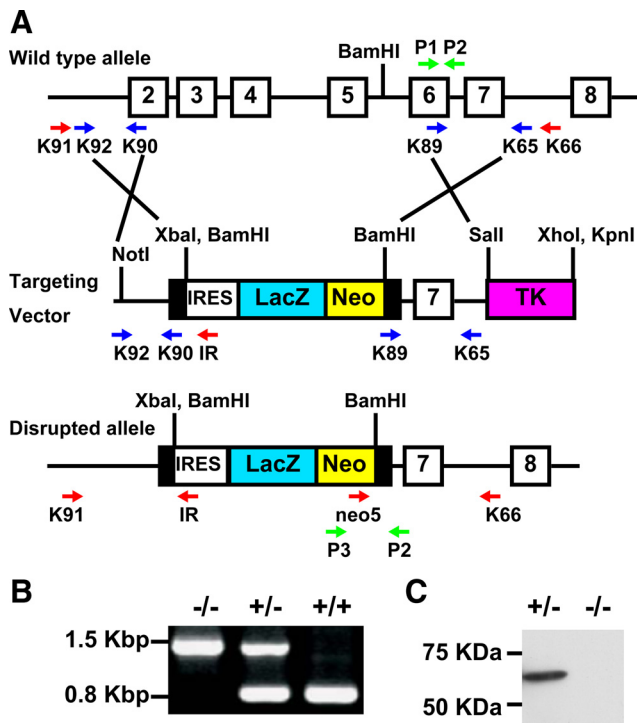 A
Wild type allele
BamHI
P1 P2
2 3 4 5 6 7 8
K91 K92 K90 K89 K65 K66
XbaI, BamHI BamHI SalI XhoI, KpnI
NotI
Targeting
Vector
IRES LacZ Neo 7 TK
K92 K90 IR K89 K65
XbaI, BamHI BamHI
Disrupted allele
IRES LacZ Neo 7 8
K91 IR neo5 K66
P3 P2
B
-/- +/- +/+
1.5 Kbp
0.8 Kbp
C
+/- -/-
75 KDa
50 KDa